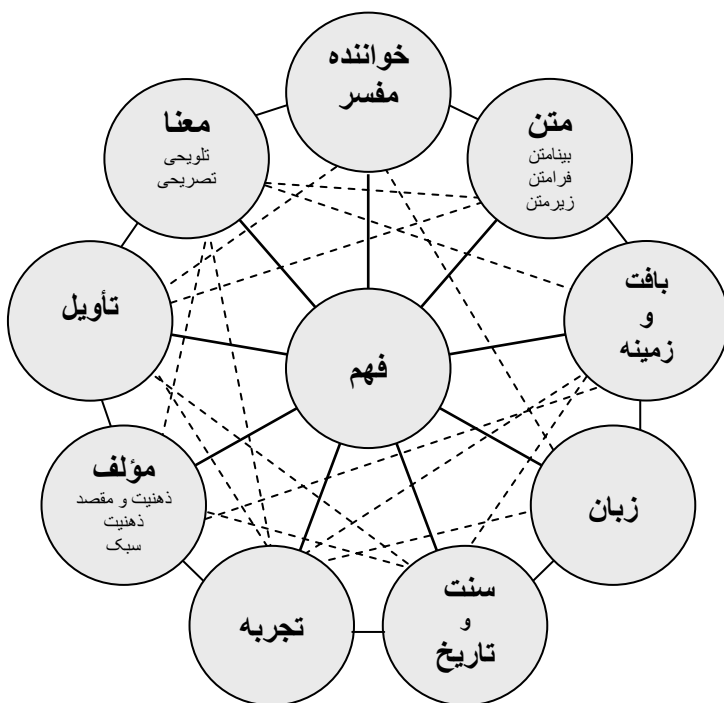 خواننده
مفسر
متن
بینامتن
فرامتن
زیرمتن
بافت
و
زمینه
زبان
سنت
و
تاریخ
تجربه
مؤلف
ذهنیت و مقصد
ذهنیت
سبک
تأویل
معنا
تلویحی
تصریحی
فهم